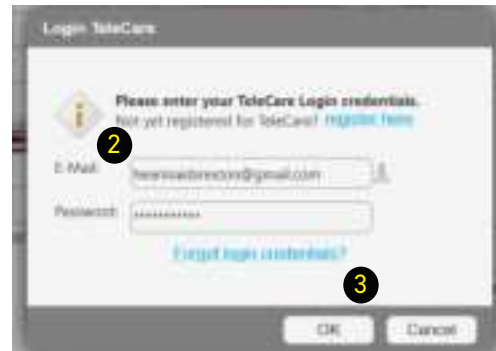 Login TeleCare
Please enter your TeleCare Login credentials.
Not yet registered for TeleCare? register here
2
E-Mail:
Password: ***********
Forgot login credentials?
3
OK Cancel